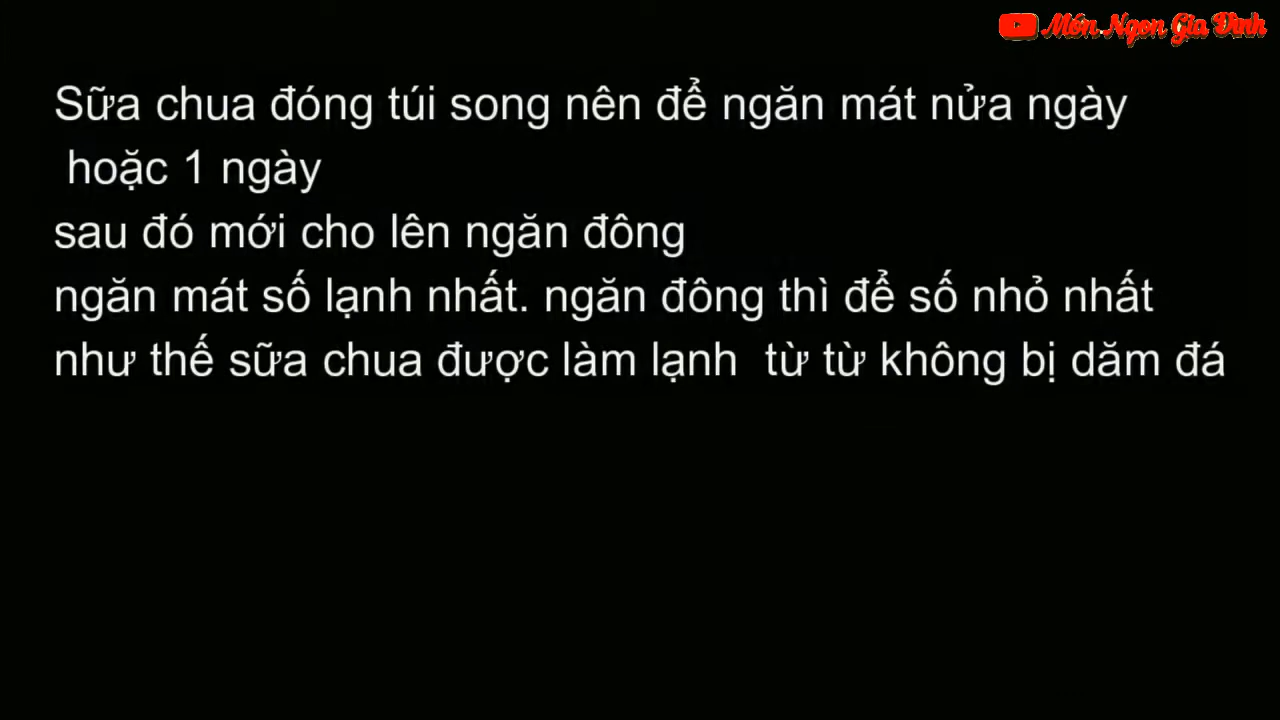 Món Ngon Gia Đình
Sữa chua đóng túi song nên để ngăn mát nửa ngày
hoặc 1 ngày
sau đó mới cho lên ngăn đông
ngăn mát số lạnh nhất. ngăn đông thì để số nhỏ nhất
như thế sữa chua được làm lạnh từ từ không bị dăm đá